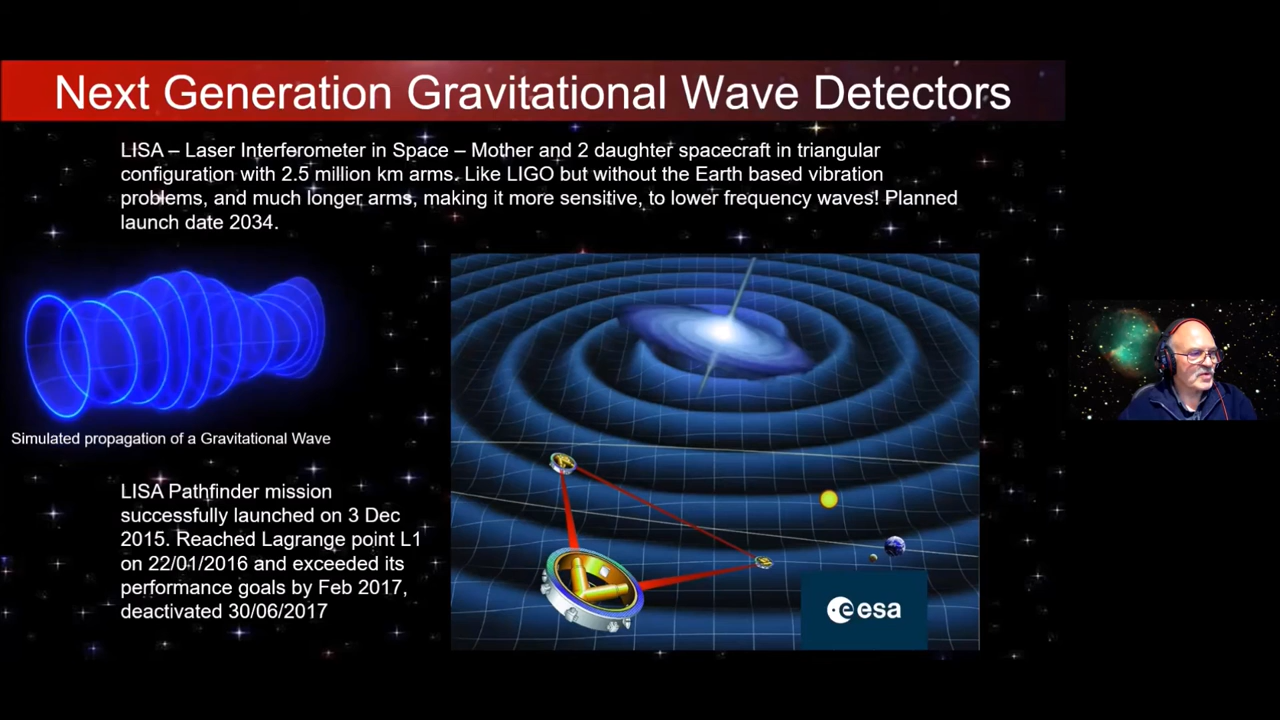 Next Generation Gravitational Wave Detectors
LISA – Laser Interferometer in Space – Mother and 2 daughter spacecraft in triangular
configuration with 2.5 million km arms. Like LIGO but without the Earth based vibration
problems, and much longer arms, making it more sensitive, to lower frequency waves! Planned
launch date 2034.
Simulated propagation of a Gravitational Wave
LISA Pathfinder mission
successfully launched on 3 Dec
2015. Reached Lagrange point L1
on 22/01/2016 and exceeded its
performance goals by Feb 2017,
deactivated 30/06/2017
esa